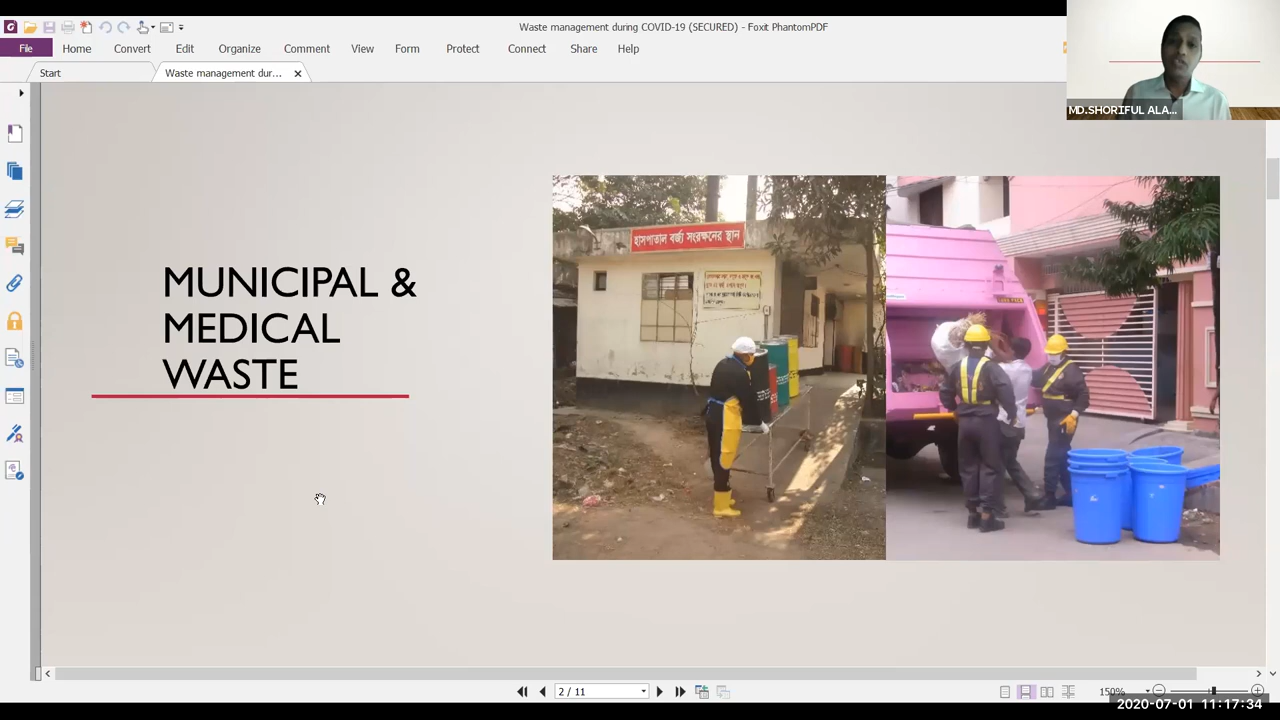 Waste management during COVID-19 (SECURED) - Foxit PhantomPDF
File Home Convert Edit Organize Comment View Form Protect Connect Share Help
Start
Waste management dur...
MD.SHORIFUL ALA...
MUNICIPAL &
MEDICAL
WASTE
হাসপাতাল বর্জ্য সংরক্ষনের স্থান
2 / 11
150%
2020-07-01 11:17:34